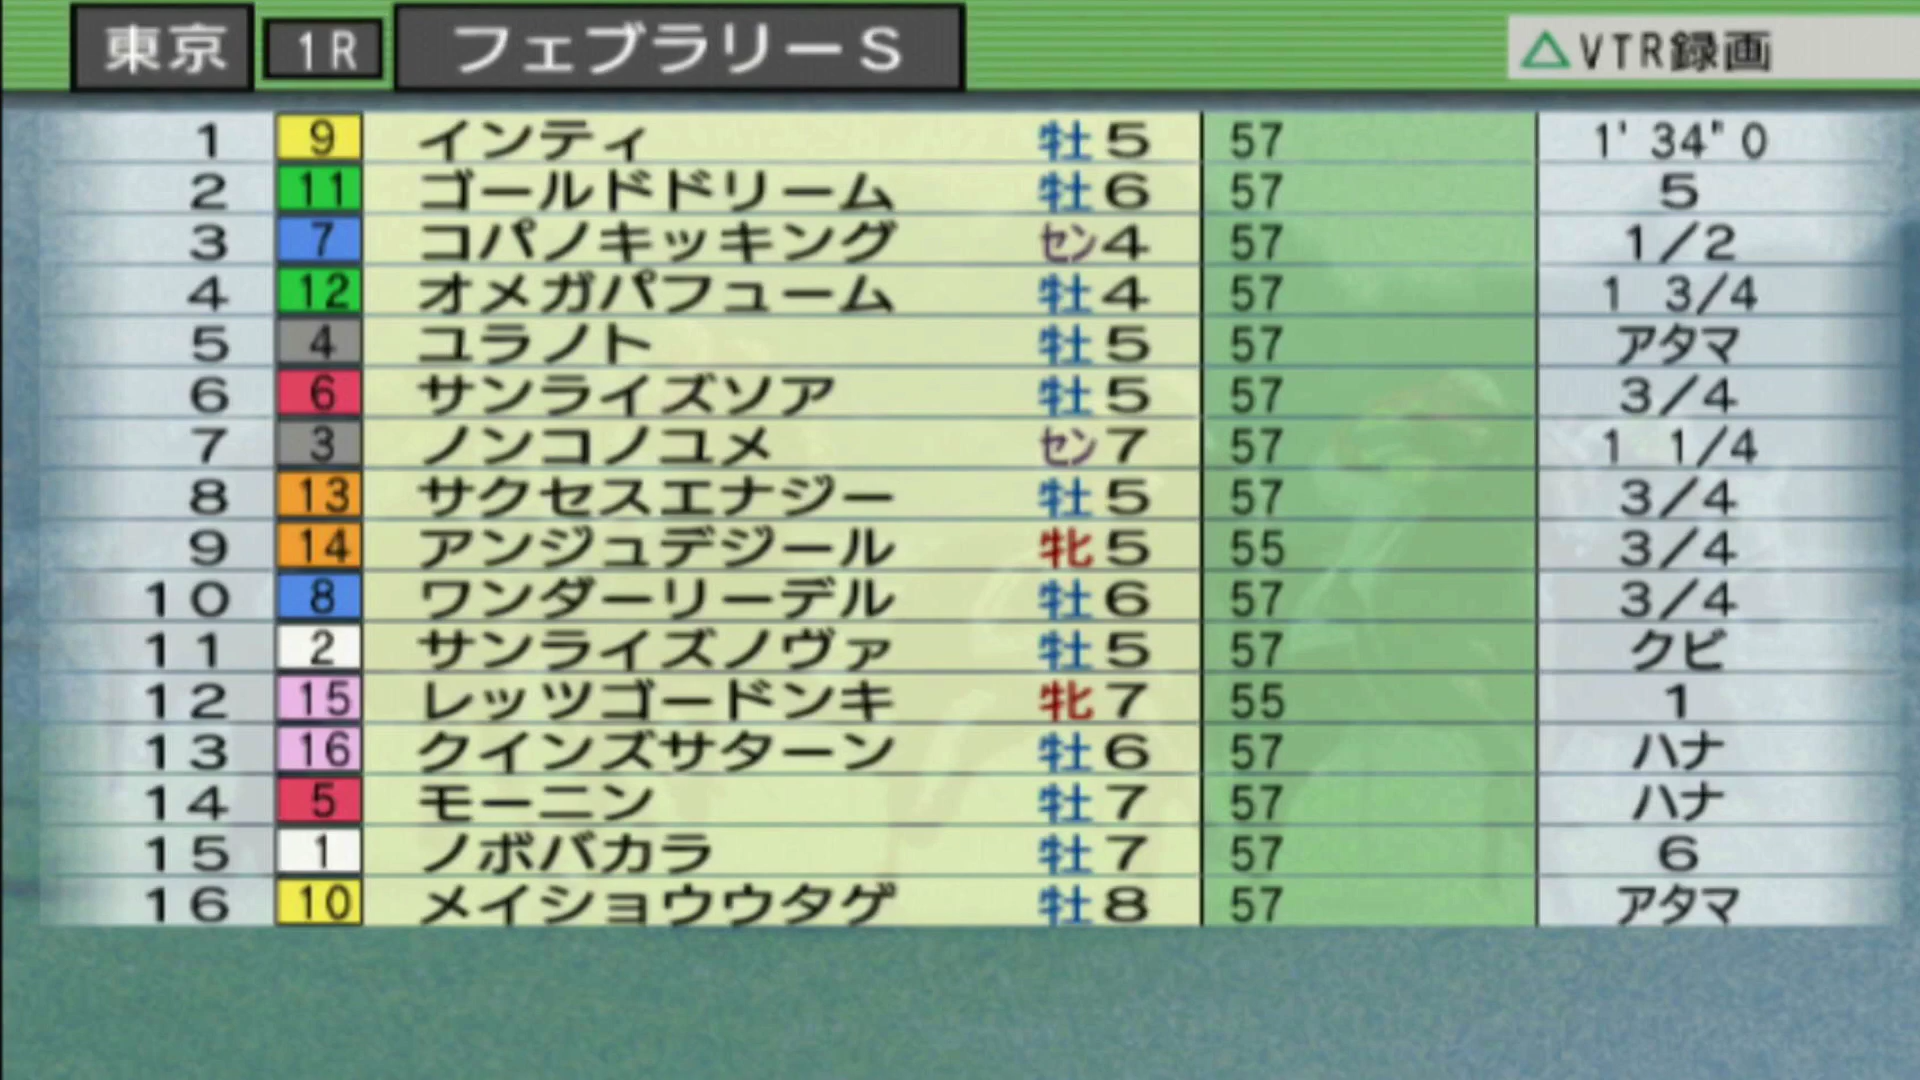 東京 1R フェブラリーS △VTR録画
1 9 インティ 牡5 57 1'34"0
2 11 ゴールドドリーム 牡6 57 5
3 7 コパノキッキング セン4 57 1/2
4 12 オメガパフューム 牡4 57 1 3/4
5 4 ユラノト 牡5 57 アタマ
6 6 サンライズソア 牡5 57 3/4
7 3 ノンコノユメ セン7 57 1 1/4
8 13 サクセスエナジー 牡5 57 3/4
9 14 アンジュデジール 牝5 55 3/4
10 8 ワンダーリーデル 牡6 57 3/4
11 2 サンライズノヴァ 牡5 57 クビ
12 15 レッツゴードンキ 牝7 55 1
13 16 クインズサターン 牡6 57 ハナ
14 5 モーニン 牡7 57 ハナ
15 1 ノボバカラ 牡7 57 6
16 10 メイショウウタゲ 牡8 57 アタマ